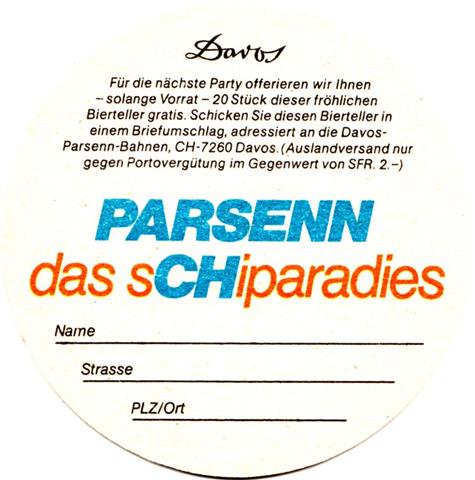 Davos
Für die nächste Party offerieren wir Ihnen
– solange Vorrat – 20 Stück dieser fröhlichen
Bierteller gratis. Schicken Sie diesen Bierteller in
einem Briefumschlag, adressiert an die Davos-
Parsenn-Bahnen, CH-7260 Davos. (Auslandversand nur
gegen Portovergütung im Gegenwert von SFR. 2.–)
PARSENN
das sCHiparadies
Name
Strasse
PLZ/Ort